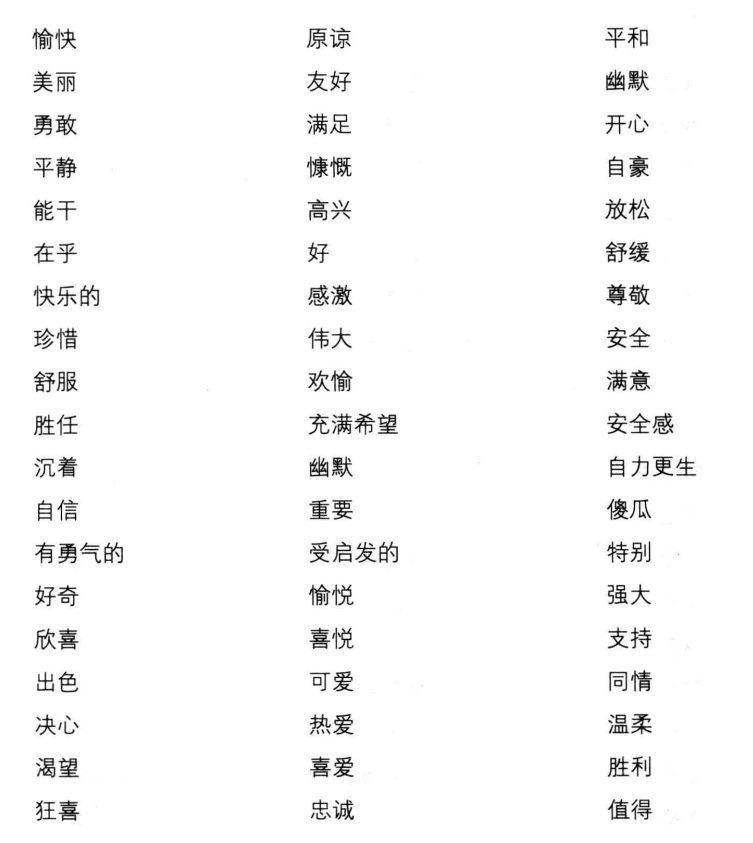 愉快 原谅 平和
美丽 友好 幽默
勇敢 满足 开心
平静 慷慨 自豪
能干 高兴 放松
在乎 好 舒缓
快乐的 感激 尊敬
珍惜 伟大 安全
舒服 欢愉 满意
胜任 充满希望 安全感
沉着 幽默 自力更生
自信 重要 傻瓜
有勇气的 受启发的 特别
好奇 愉悦 强大
欣喜 喜悦 支持
出色 可爱 同情
决心 热爱 温柔
渴望 喜爱 胜利
狂喜 忠诚 值得